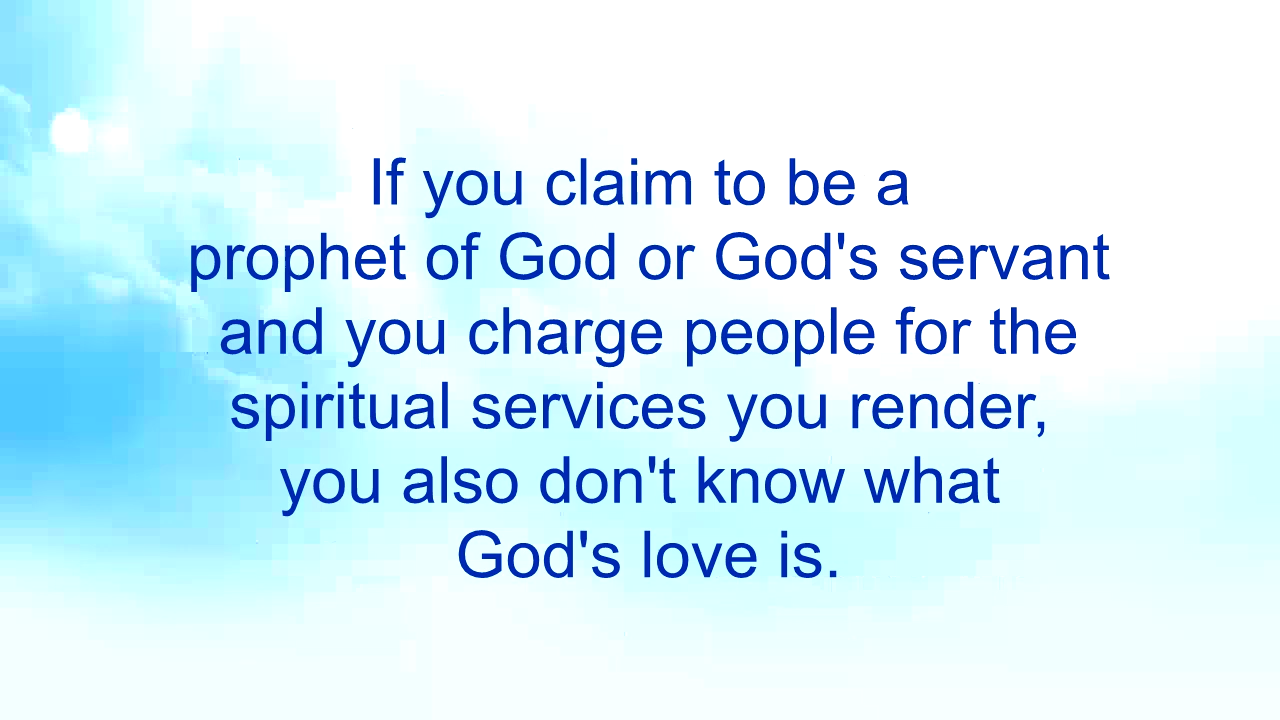 If you claim to be a
prophet of God or God's servant
and you charge people for the
spiritual services you render,
you also don't know what
God's love is.